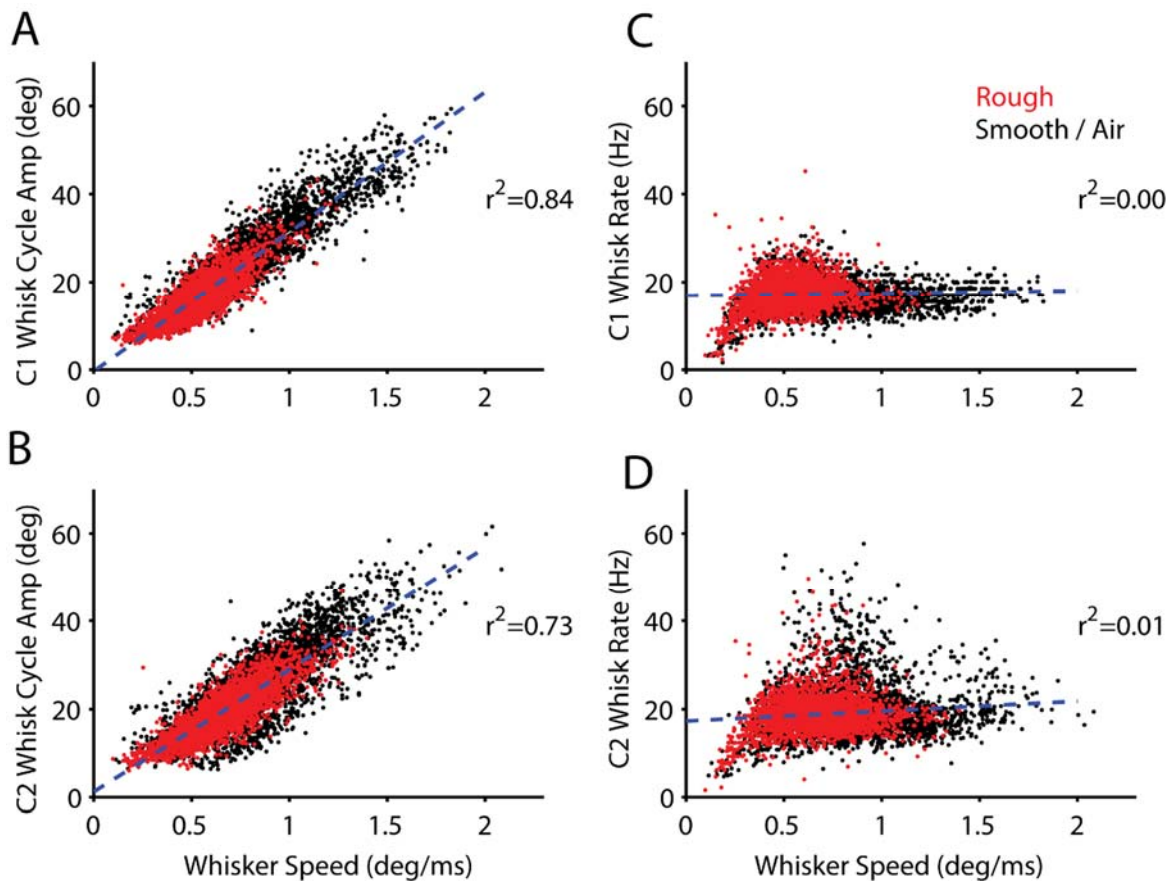 A
C1 Whisk Cycle Amp (deg)
60
40
20
0
0 0.5 1 1.5 2
r²=0.84
C
C1 Whisk Rate (Hz)
60
40
20
0
0 0.5 1 1.5 2
Rough
Smooth / Air
r²=0.00
B
C2 Whisk Cycle Amp (deg)
60
40
20
0
0 0.5 1 1.5 2
Whisker Speed (deg/ms)
r²=0.73
D
C2 Whisk Rate (Hz)
60
40
20
0
0 0.5 1 1.5 2
Whisker Speed (deg/ms)
r²=0.01